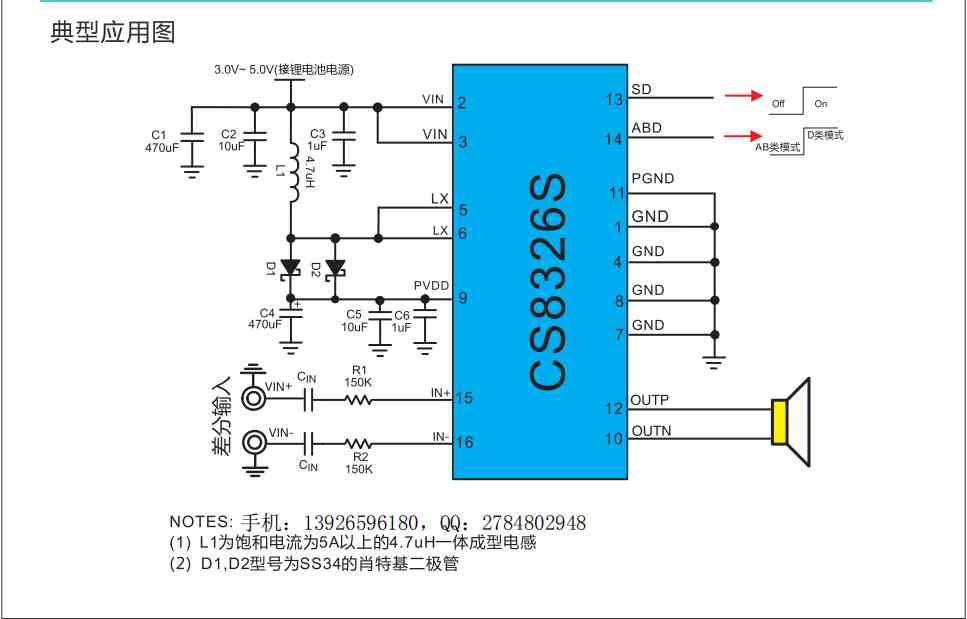 典型应用图
3.0V~ 5.0V(接锂电池电源)
C1
470uF
C2
10uF
C3
1uF
L1
4.7uH
VIN
2
VIN
3
LX
5
LX
6
D1
D2
PVDD
9
C4
470uF
+
C5
10uF
C6
1uF
差分输入
VIN+
CIN
R1
150K
IN+
15
VIN-
CIN
R2
150K
IN-
16
CS8326S
13
SD
Off
On
14
ABD
AB类模式
D类模式
11
PGND
1
GND
4
GND
8
GND
7
GND
12
OUTP
10
OUTN
NOTES: 手机：13926596180，QQ：2784802948
(1) L1为饱和电流为5A以上的4.7uH一体成型电感
(2) D1,D2型号为SS34的肖特基二极管